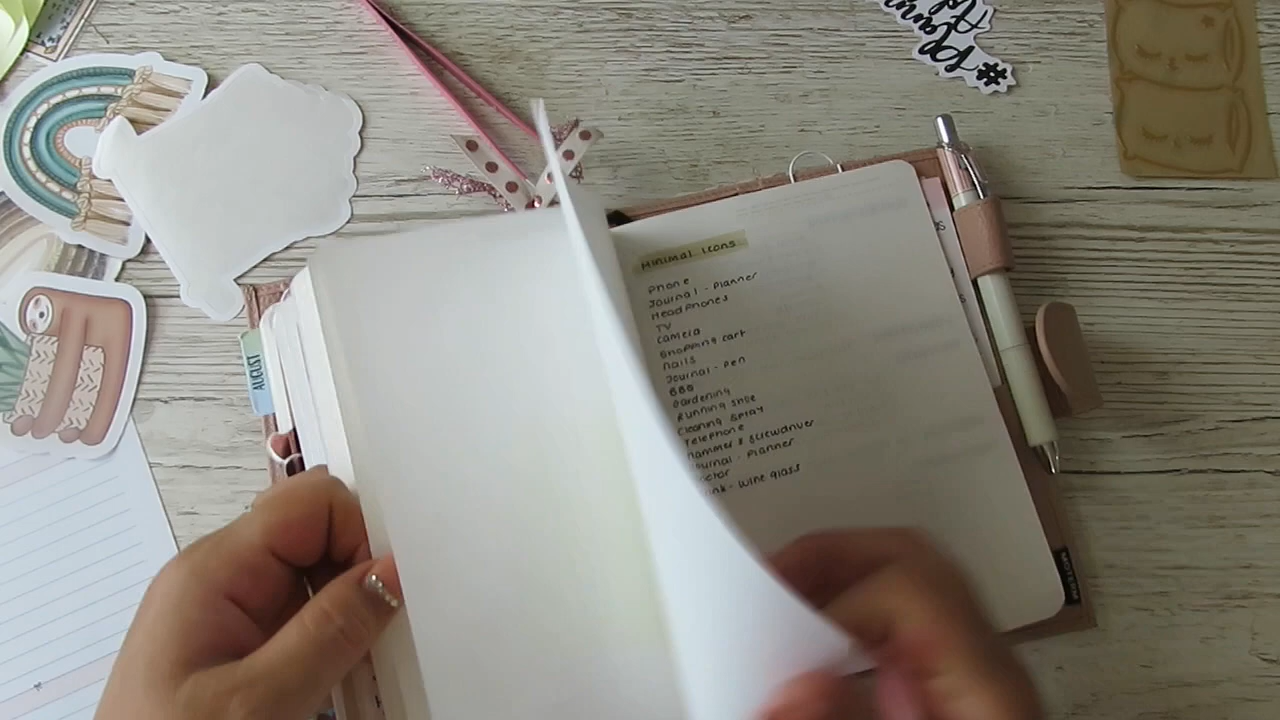 Minimal Icons
Phone
Journal - Planner
Headphones
TV
Camera
Shopping cart
Nails
Journal - Pen
BBQ
Gardening
Running shoe
Cleaning Spray
Telephone
Hammer & Screwdriver
Journal - Planner
Wine glass
AUGUST
MOTERM